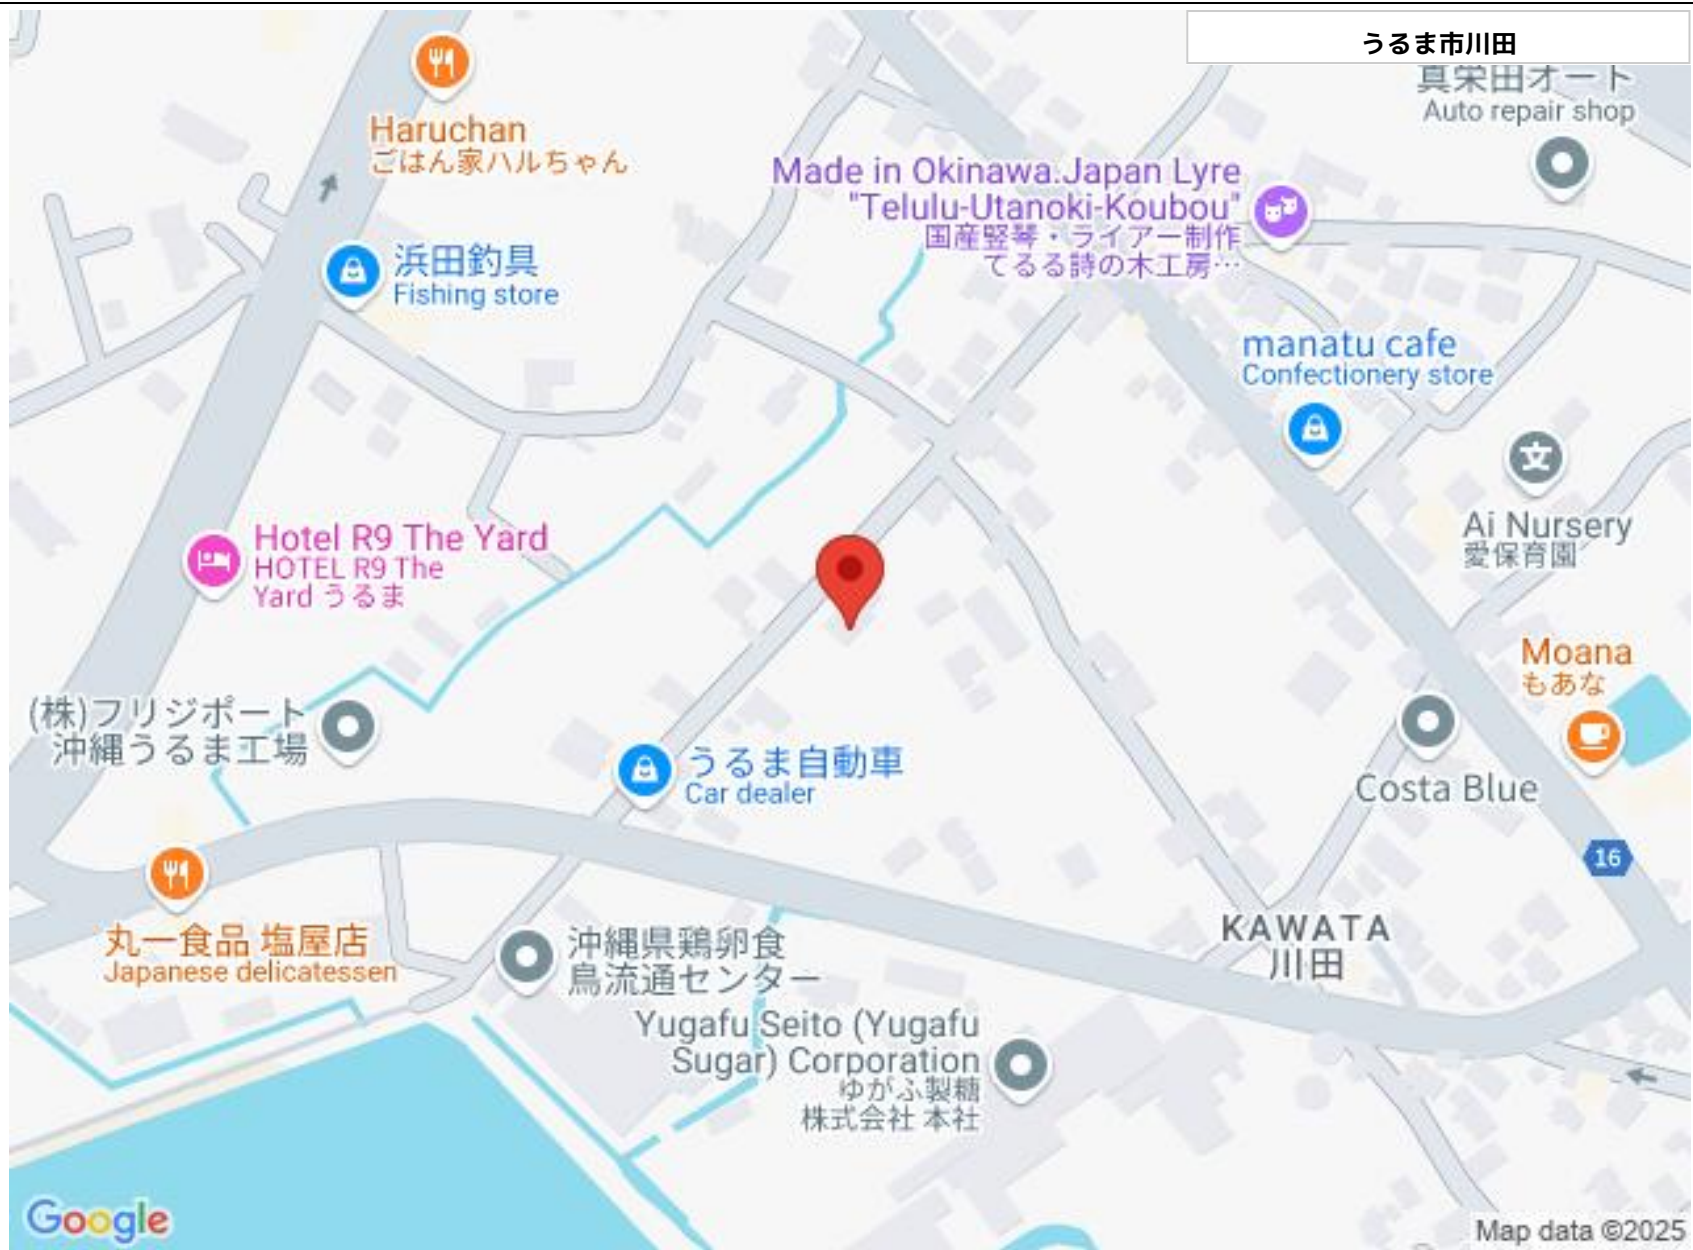 うるま市川田
真栄田オート
Auto repair shop
Haruchan
ごはん家ハルちゃん
Made in Okinawa.Japan Lyre
"Telulu-Utanoki-Koubou"
国産竪琴・ライアー制作
てるる詩の木工房…
浜田釣具
Fishing store
manatu cafe
Confectionery store
文
Ai Nursery
愛保育園
Hotel R9 The Yard
HOTEL R9 The
Yard うるま
Moana
もあな
(株)フリジポート
沖縄うるま工場
うるま自動車
Car dealer
Costa Blue
16
丸一食品 塩屋店
Japanese delicatessen
KAWATA
川田
沖縄県鶏卵食
鳥流通センター
Yugafu Seito (Yugafu
Sugar) Corporation
ゆがふ製糖
株式会社 本社
Google
Map data ©2025